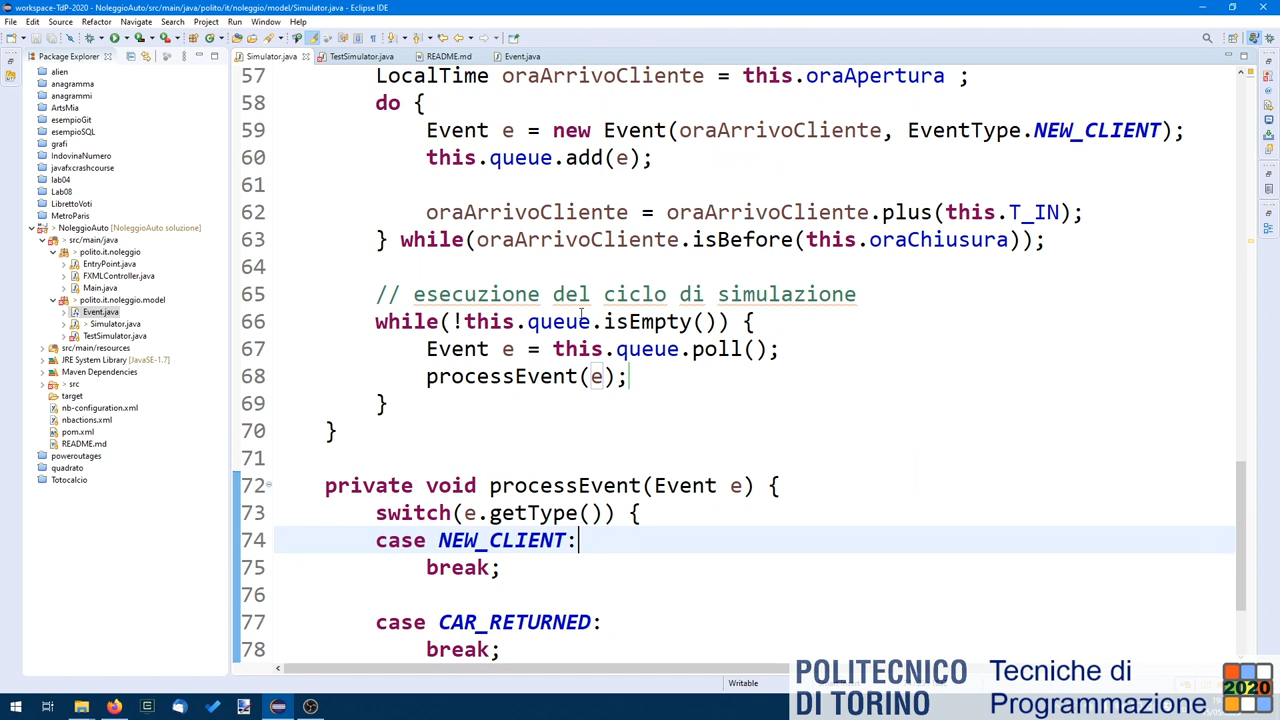 workspace-TdP-2020 - NoleggioAuto/src/main/java/polito/it/noleggio/model/Simulator.java - Eclipse IDE
File Edit Source Refactor Navigate Search Project Run Window Help
Package Explorer
Simulator.java TestSimulator.java README.md Event.java
alien
anagramma
anagrammi
ArtsMia
esempioGit
esempioSQL
grafi
IndovinaNumero
javafxcrashcourse
lab04
Lab08
LibrettoVoti
MetroParis
NoleggioAuto [NoleggioAuto soluzione]
src/main/java
> polito.it.noleggio
EntryPoint.java
FXMLController.java
Main.java
> polito.it.noleggio.model
Event.java
> Simulator.java
TestSimulator.java
src/main/resources
JRE System Library [JavaSE-1.7]
Maven Dependencies
> src
target
nb-configuration.xml
nbactions.xml
pom.xml
README.md
poweroutages
quadrato
Totocalcio
57 LocalTime oraArrivoCliente = this.oraApertura ;
58 do {
59 Event e = new Event(oraArrivoCliente, EventType.NEW_CLIENT);
60 this.queue.add(e);
61
62 oraArrivoCliente = oraArrivoCliente.plus(this.T_IN);
63 } while(oraArrivoCliente.isBefore(this.oraChiusura));
64
65 // esecuzione del ciclo di simulazione
66 while(!this.queue.isEmpty()) {
67 Event e = this.queue.poll();
68 processEvent(e);
69 }
70 }
71
72 private void processEvent(Event e) {
73 switch(e.getType()) {
74 case NEW_CLIENT:
75 break;
76
77 case CAR_RETURNED:
78 break;
Writable
POLITECNICO
DI TORINO
Tecniche di
Programmazione
2020